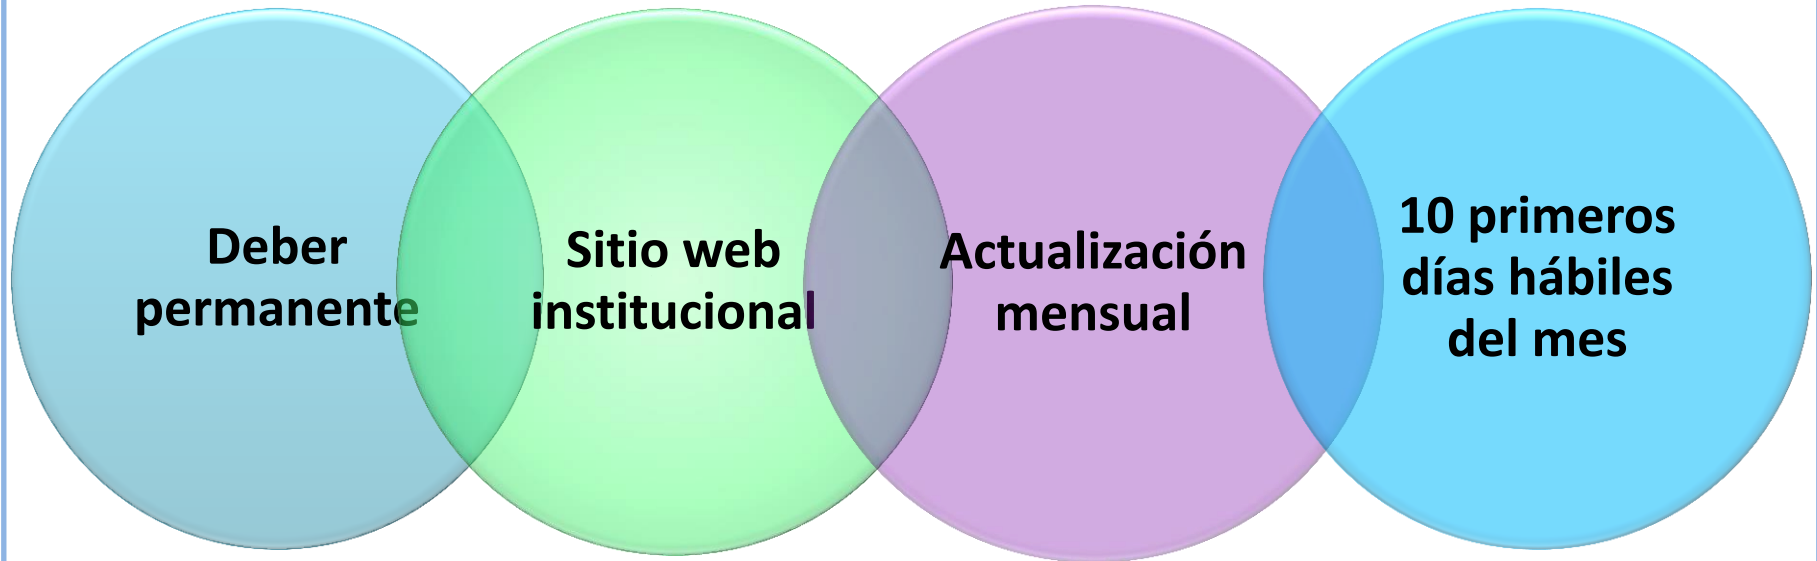 Deber
permanente
Sitio web
institucional
Actualización
mensual
10 primeros
días hábiles
del mes